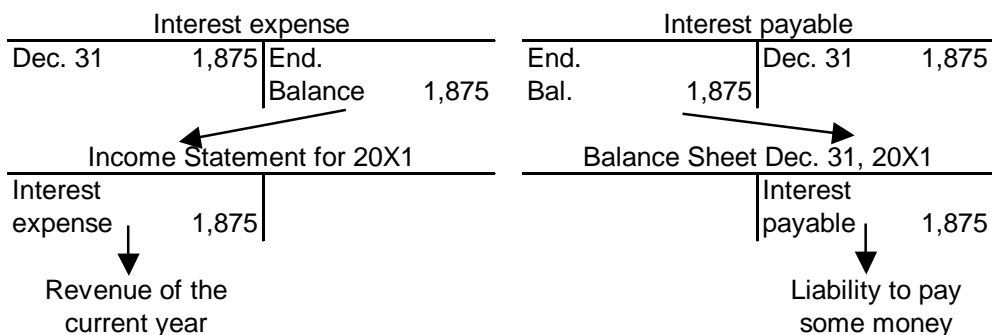 Interest expense
Interest payable
Dec. 31 1,875 End.
Balance 1,875
End. Dec. 31 1,875
Bal. 1,875
Income Statement for 20X1
Balance Sheet Dec. 31, 20X1
Interest
expense 1,875
Interest
payable 1,875
Revenue of the
current year
Liability to pay
some money